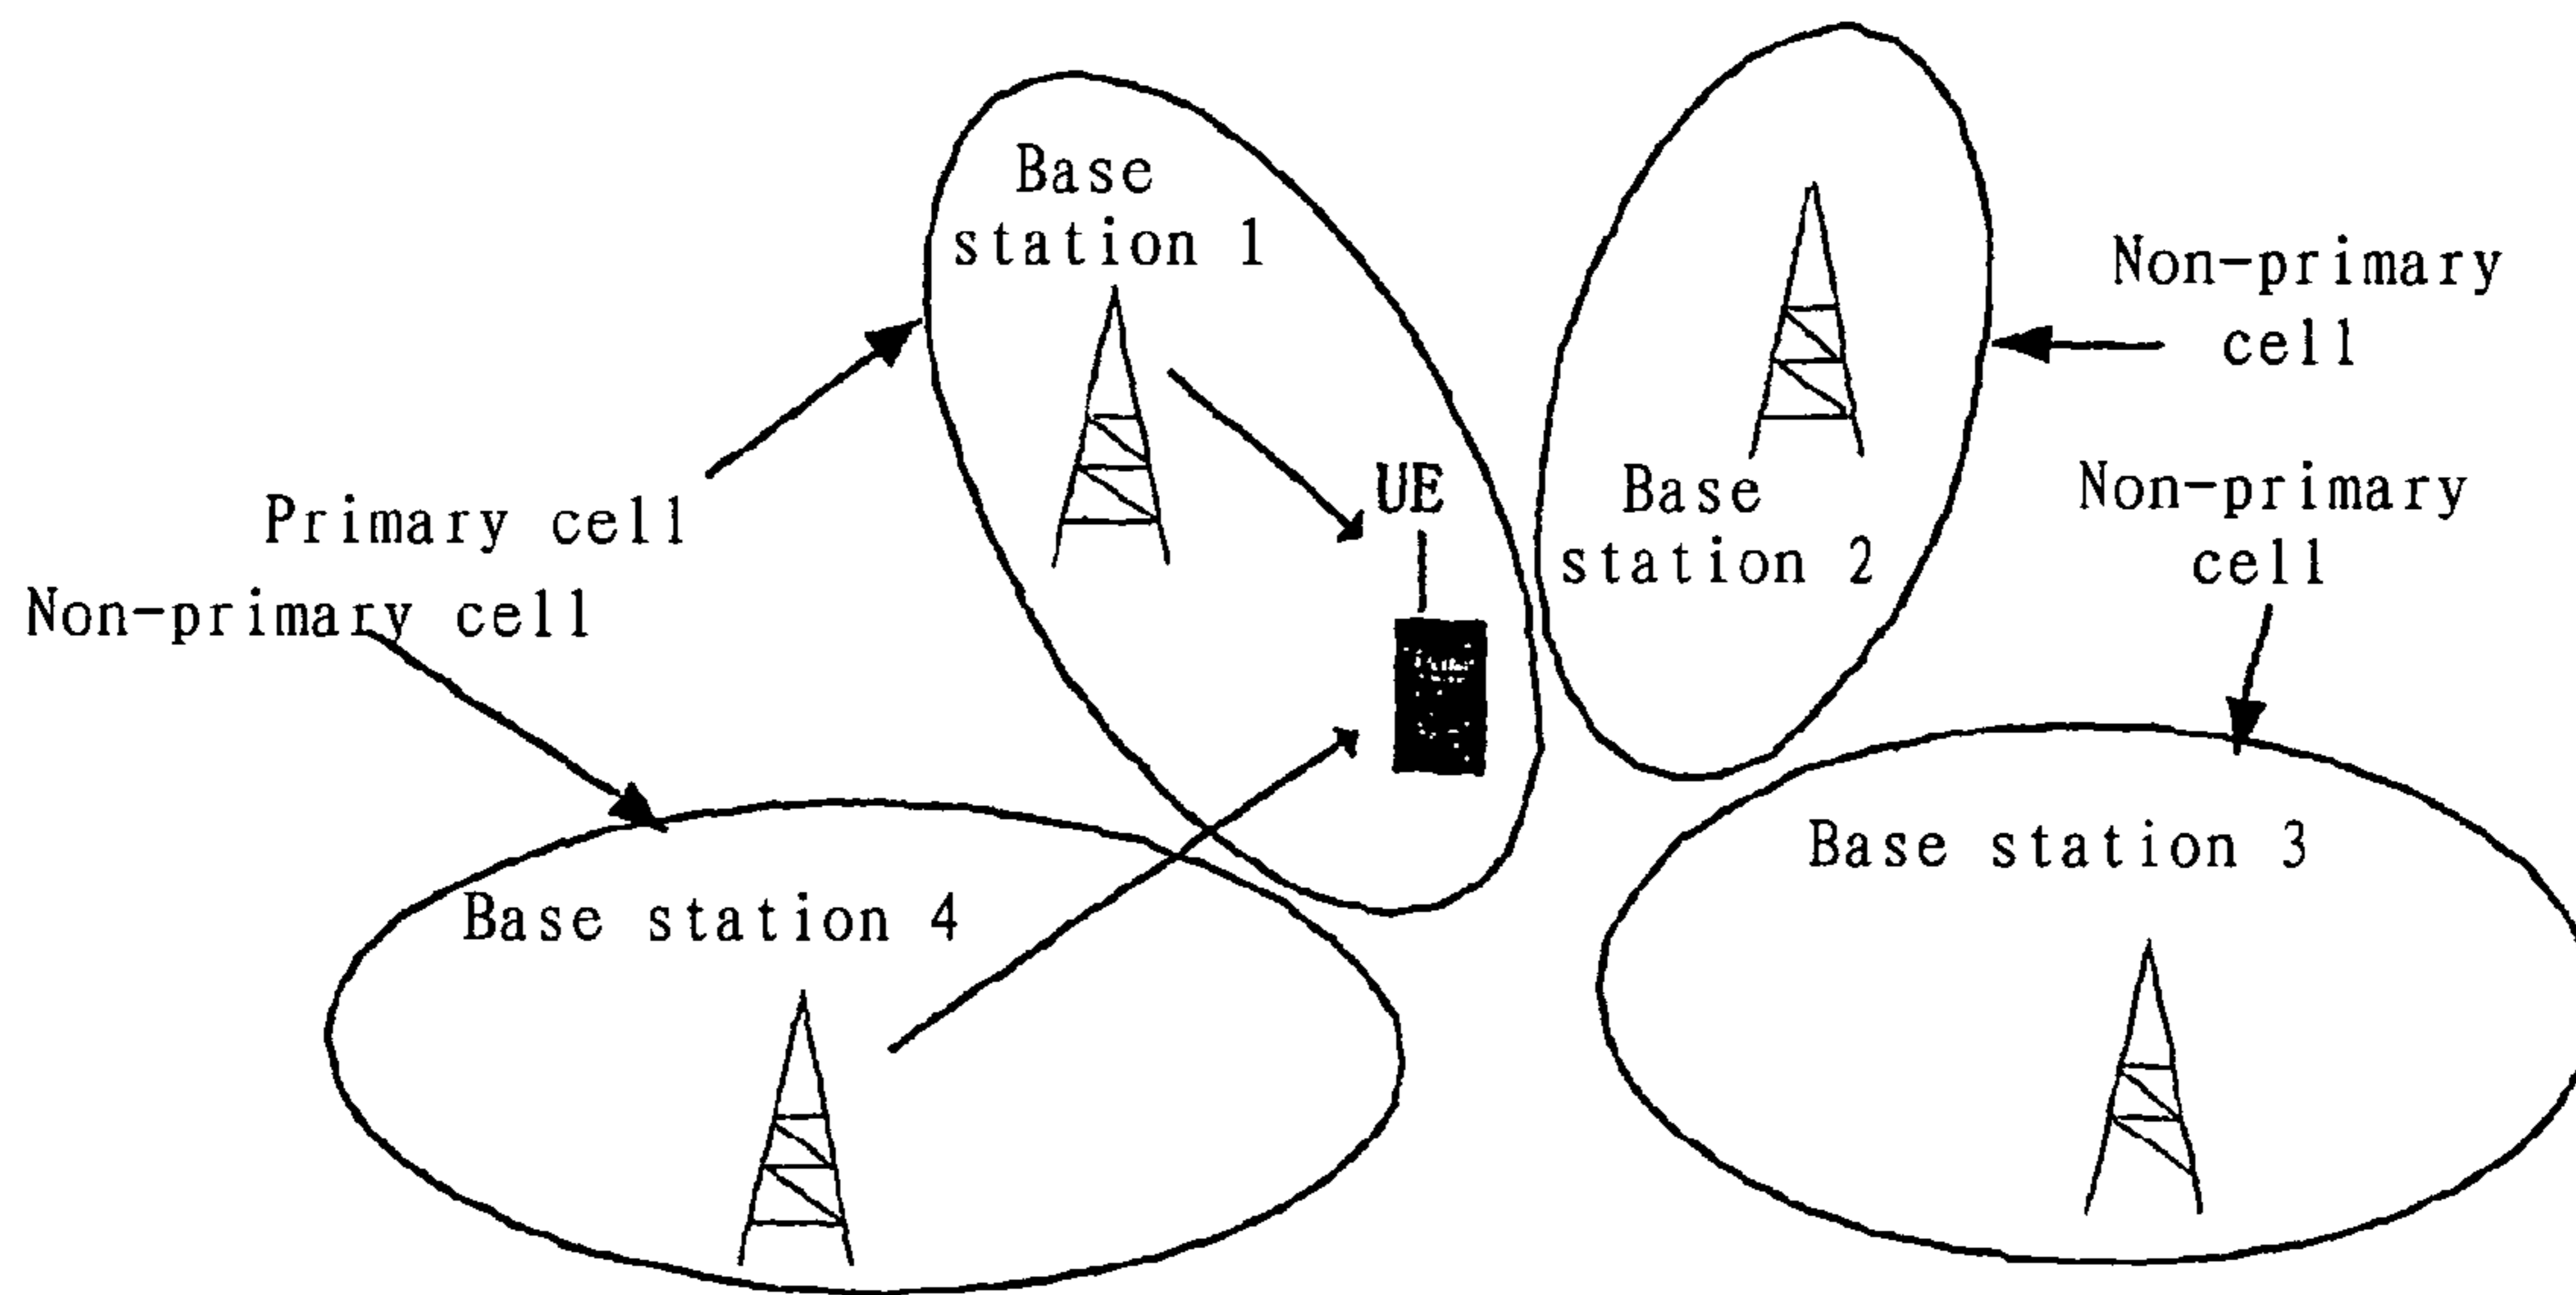 Base
station 1
Non-primary
cell
UE
Base
station 2
Non-primary
cell
Primary cell
Non-primary cell
Base station 3
Base station 4